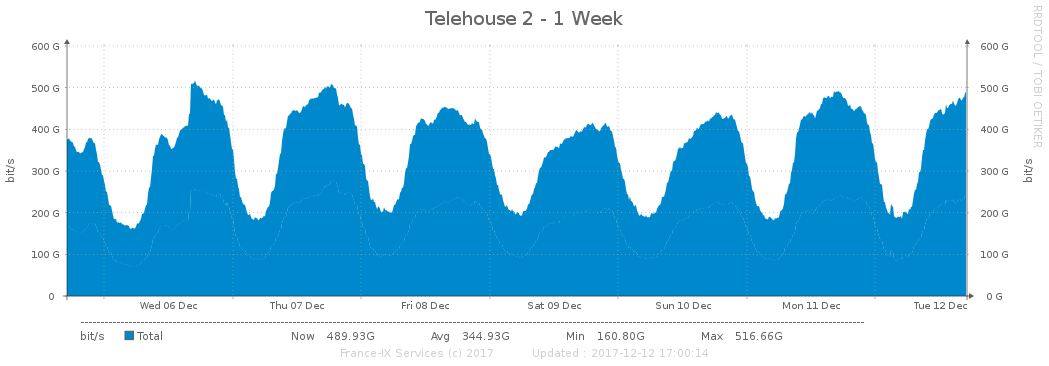 Telehouse 2 - 1 Week
RRDTOOL / TOBI OETIKER
600 G 600 G
500 G 500 G
400 G 400 G
300 G 300 G
200 G 200 G
100 G 100 G
0 0 G
bit/s bit/s
Wed 06 Dec Thu 07 Dec Fri 08 Dec Sat 09 Dec Sun 10 Dec Mon 11 Dec Tue 12 Dec
bit/s Total Now 489.93G Avg 344.93G Min 160.80G Max 516.66G
France-IX Services (c) 2017 Updated : 2017-12-12 17:00:14